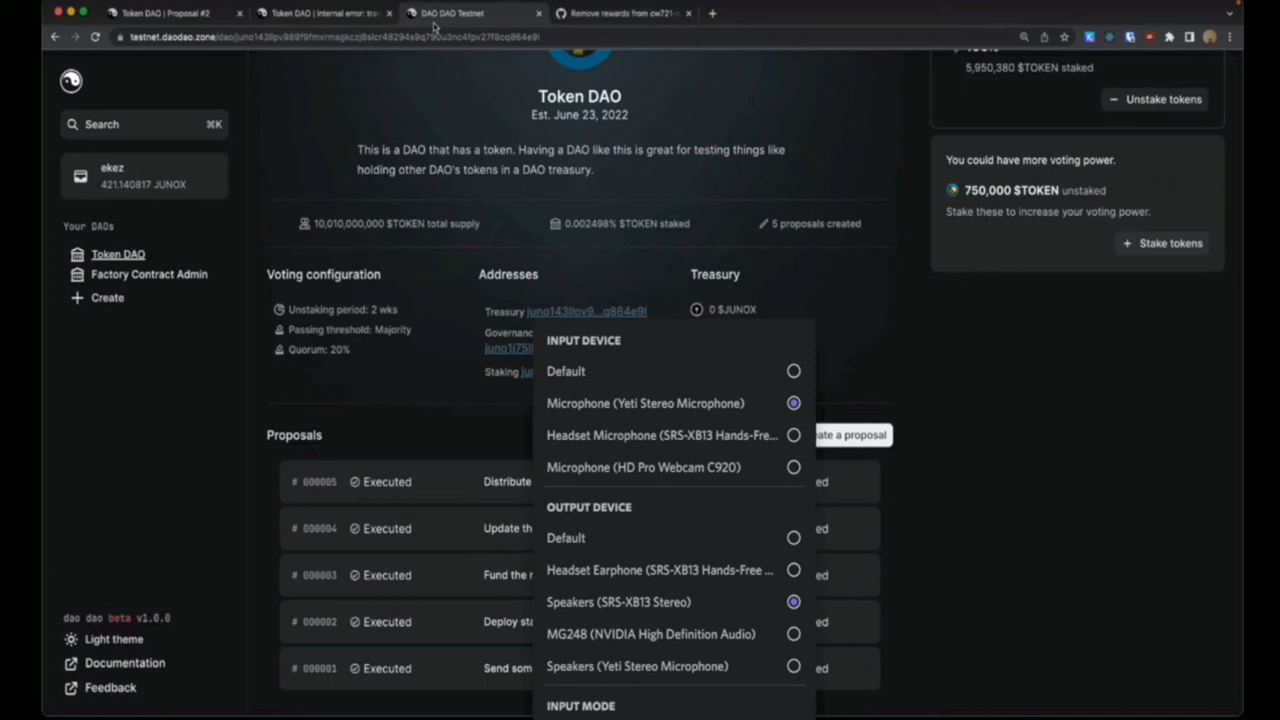 Token DAO | Proposal #2
Token DAO | Internal error: tra
DAO DAO Testnet
Remove rewards from cw721-
Search
⌘K
ekez
421.140817 JUNOX
Your DAOs
Token DAO
Factory Contract Admin
Create
dao dao beta v1.0.0
Light theme
Documentation
Feedback
Token DAO
Est. June 23, 2022
This is a DAO that has a token. Having a DAO like this is great for testing things like
holding other DAO's tokens in a DAO treasury.
10,010,000,000 $TOKEN total supply
0.002498% $TOKEN staked
5 proposals created
Voting configuration
Unstaking period: 2 wks
Passing threshold: Majority
Quorum: 20%
Addresses
Treasury juno143llpv9...q864e9l
Governanc
juno1j75ll
Staking
Treasury
0 $JUNOX
Proposals
ate a proposal
# 000005 Executed Distribute
# 000004 Executed Update th
# 000003 Executed Fund the r
# 000002 Executed Deploy sta
# 000001 Executed Send som
INPUT DEVICE
Default
Microphone (Yeti Stereo Microphone)
Headset Microphone (SRS-XB13 Hands-Fre...
Microphone (HD Pro Webcam C920)
OUTPUT DEVICE
Default
Headset Earphone (SRS-XB13 Hands-Free ...
Speakers (SRS-XB13 Stereo)
MG248 (NVIDIA High Definition Audio)
Speakers (Yeti Stereo Microphone)
INPUT MODE
5,950,380 $TOKEN staked
Unstake tokens
You could have more voting power.
750,000 $TOKEN unstaked
Stake these to increase your voting power.
Stake tokens